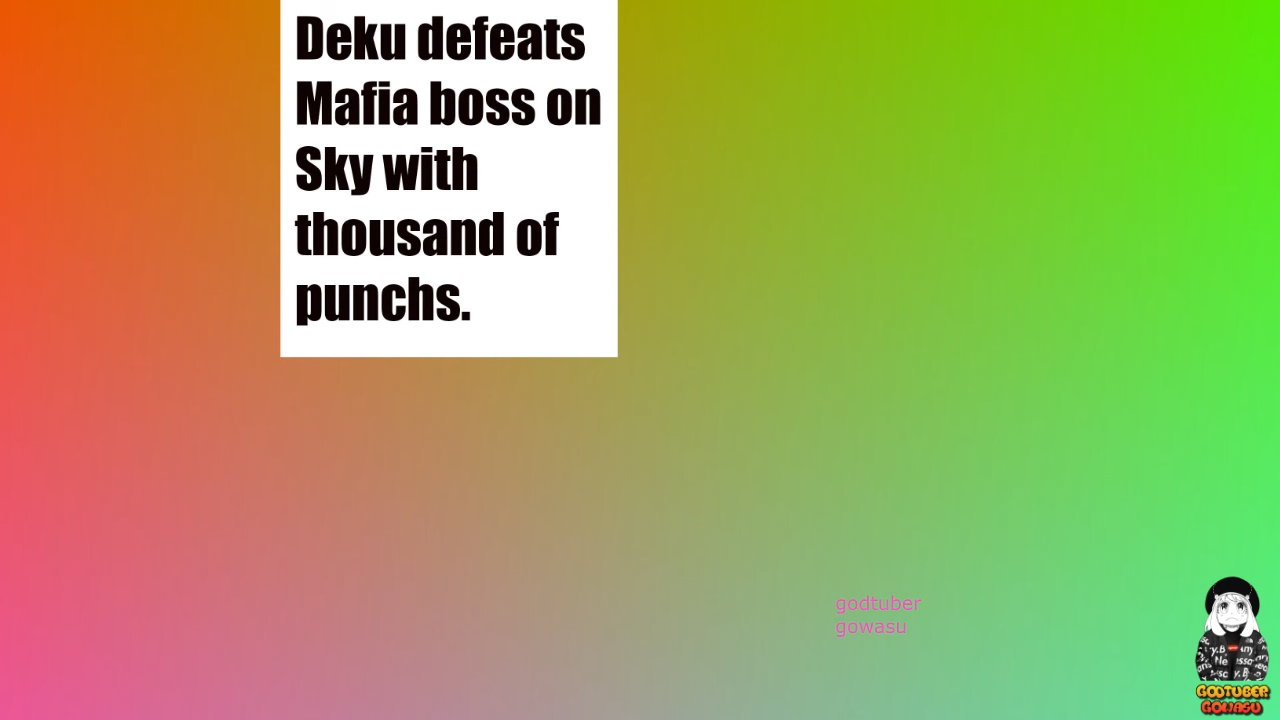 Deku defeats
Mafia boss on
Sky with
thousand of
punchs.
godtuber
gowasu
GODTUBER
GOWASU